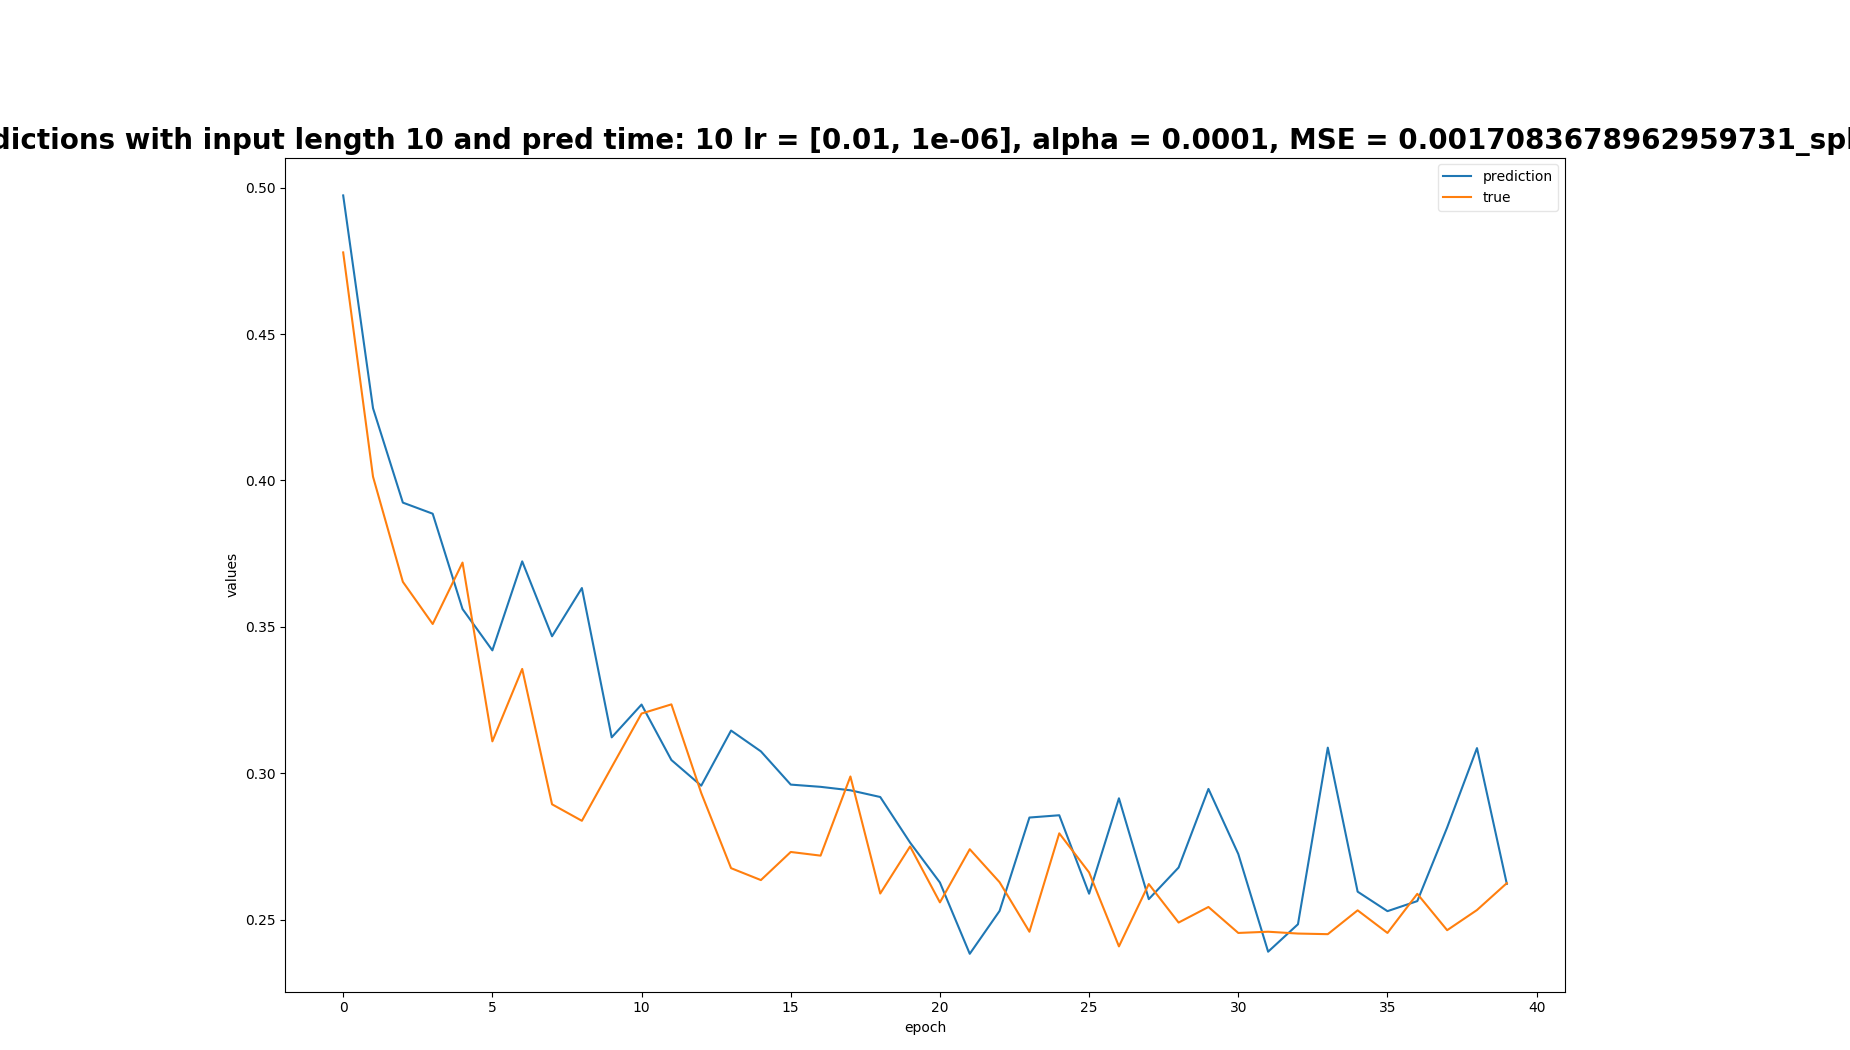 dictions with input length 10 and pred time: 10 lr = [0.01, 1e-06], alpha = 0.0001, MSE = 0.0017083678962959731_spl
prediction
true
0.50
0.45
0.40
0.35
0.30
0.25
values
0 5 10 15 20 25 30 35 40
epoch